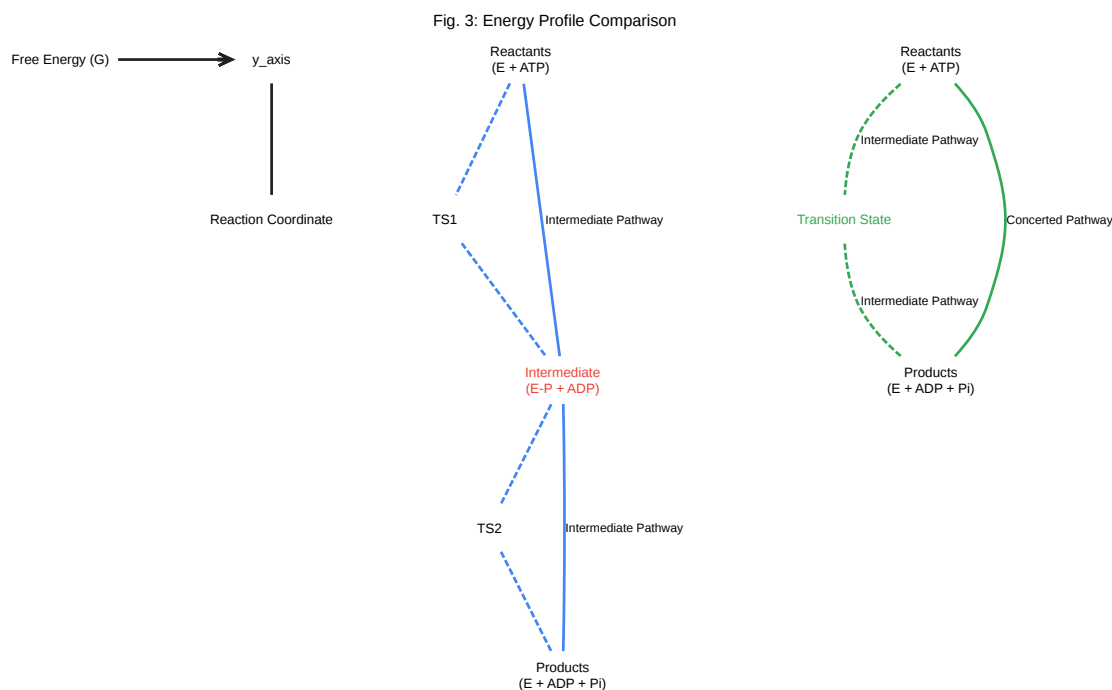 Fig. 3: Energy Profile Comparison
Free Energy (G)
y_axis
Reaction Coordinate
Reactants
(E + ATP)
TS1
Intermediate Pathway
Intermediate
(E-P + ADP)
TS2
Intermediate Pathway
Products
(E + ADP + Pi)
Reactants
(E + ATP)
Intermediate Pathway
Transition State
Concerted Pathway
Intermediate Pathway
Products
(E + ADP + Pi)